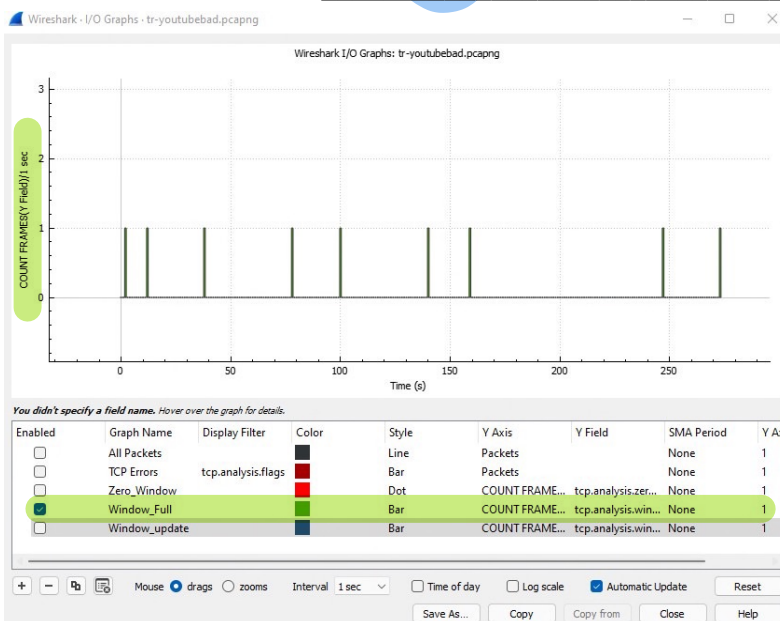 Wireshark · I/O Graphs · tr-youtubebad.pcapng
Wireshark I/O Graphs: tr-youtubebad.pcapng
COUNT FRAMES(Y Field)/1 sec
3
2
1
0
0 50 100 150 200 250
Time (s)
You didn't specify a field name. Hover over the graph for details.
Enabled Graph Name Display Filter Color Style Y Axis Y Field SMA Period Y A
All Packets Line Packets None 1
TCP Errors tcp.analysis.flags Bar Packets None 1
Zero_Window Dot COUNT FRAME... tcp.analysis.zer... None 1
Window_Full Bar COUNT FRAME... tcp.analysis.win... None 1
Window_update Bar COUNT FRAME... tcp.analysis.win... None 1
+ − Mouse drags zooms Interval 1 sec Time of day Log scale Automatic Update Reset
Save As... Copy Copy from Close Help